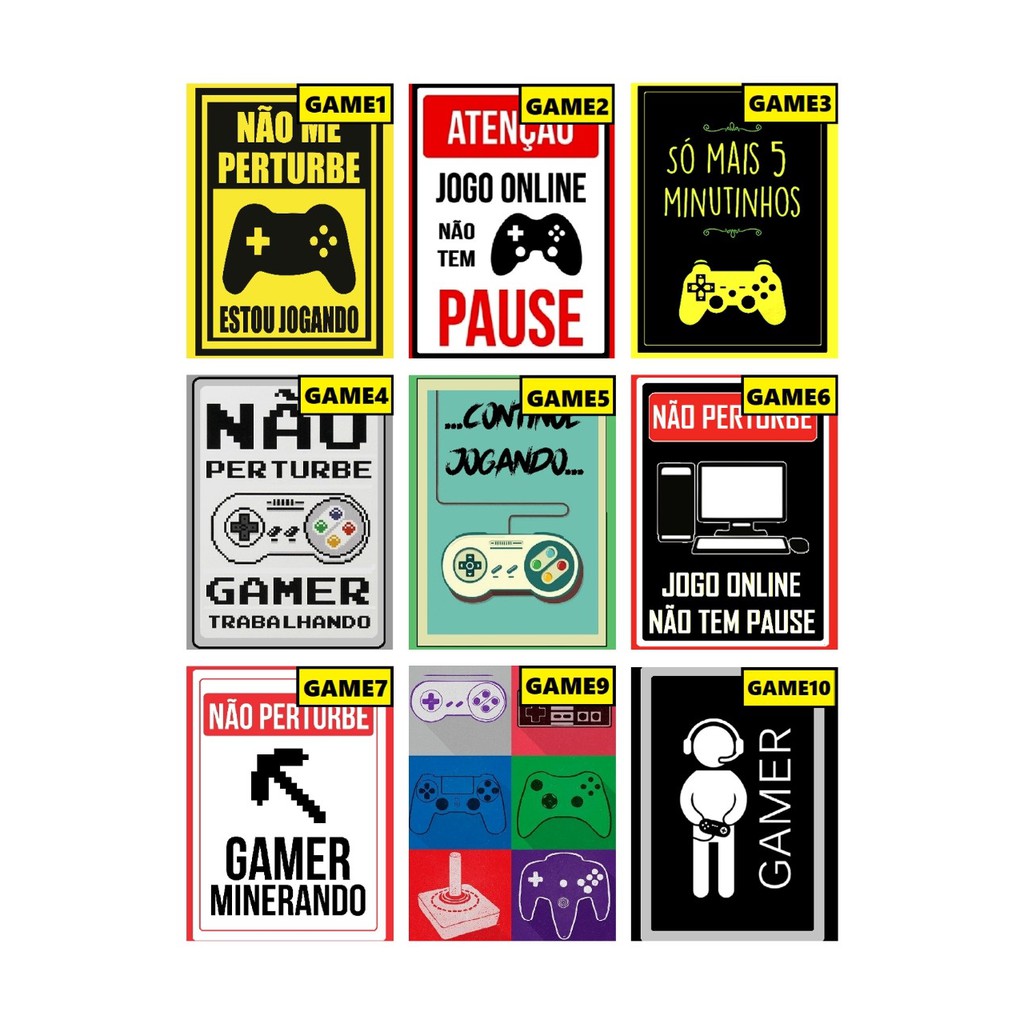 GAME1
NÃO ME
PERTURBE
ESTOU JOGANDO
GAME2
ATENÇÃO
JOGO ONLINE
NÃO
TEM
PAUSE
GAME3
SÓ MAIS 5
MINUTINHOS
GAME4
NÃO
PERTURBE
GAMER
TRABALHANDO
GAME5
...CONTINUE
JOGANDO...
GAME6
NÃO PERTURBE
JOGO ONLINE
NÃO TEM PAUSE
GAME7
NÃO PERTURBE
GAMER
MINERANDO
GAME9
GAME10
GAMER